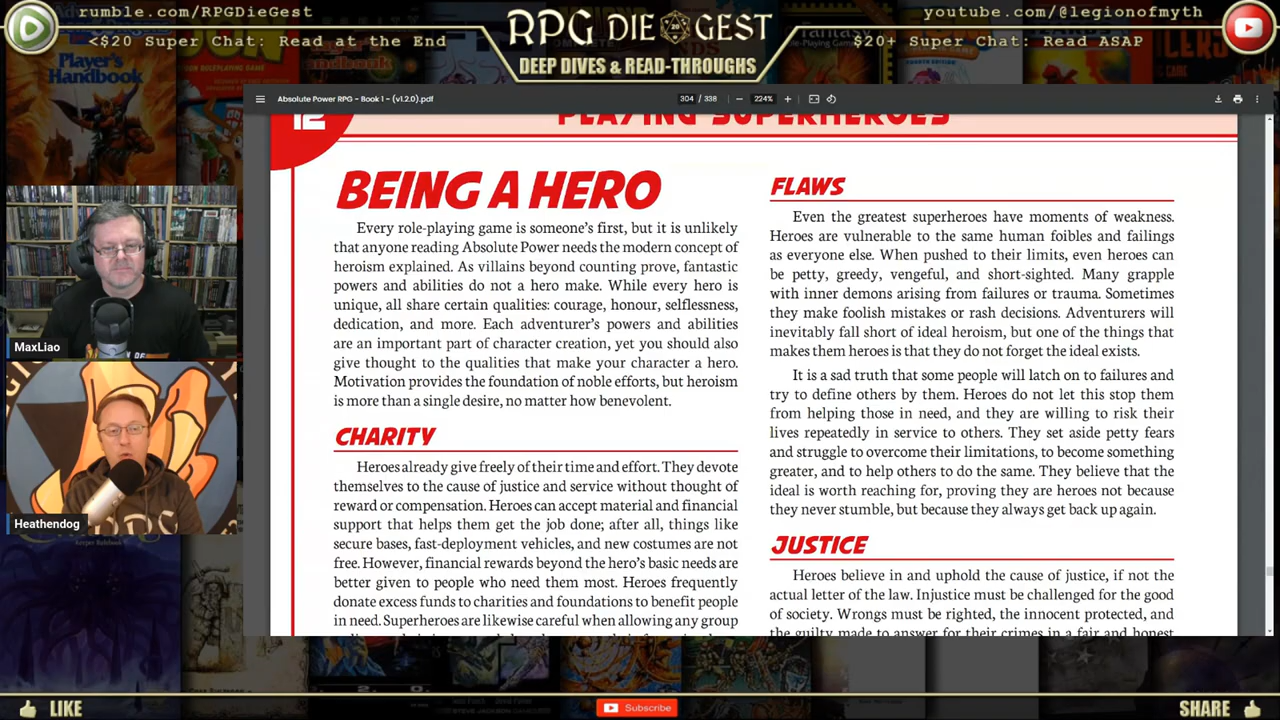 rumble.com/RPGDieGest
<$20 Super Chat: Read at the End
RPG DIE GEST
DEEP DIVES & READ-THROUGHS
youtube.com/@legionofmyth
$20+ Super Chat: Read ASAP
Player's
Handbook
Absolute Power RPG - Book 1 - (v1.2.0).pdf
304 / 338
224%
12
PLAYING SUPERHEROES
BEING A HERO
Every role-playing game is someone's first, but it is unlikely
that anyone reading Absolute Power needs the modern concept of
heroism explained. As villains beyond counting prove, fantastic
powers and abilities do not a hero make. While every hero is
unique, all share certain qualities: courage, honour, selflessness,
dedication, and more. Each adventurer's powers and abilities
are an important part of character creation, yet you should also
give thought to the qualities that make your character a hero.
Motivation provides the foundation of noble efforts, but heroism
is more than a single desire, no matter how benevolent.
CHARITY
Heroes already give freely of their time and effort. They devote
themselves to the cause of justice and service without thought of
reward or compensation. Heroes can accept material and financial
support that helps them get the job done; after all, things like
secure bases, fast-deployment vehicles, and new costumes are not
free. However, financial rewards beyond the hero's basic needs are
better given to people who need them most. Heroes frequently
donate excess funds to charities and foundations to benefit people
in need. Superheroes are likewise careful when allowing any group
FLAWS
Even the greatest superheroes have moments of weakness.
Heroes are vulnerable to the same human foibles and failings
as everyone else. When pushed to their limits, even heroes can
be petty, greedy, vengeful, and short-sighted. Many grapple
with inner demons arising from failures or trauma. Sometimes
they make foolish mistakes or rash decisions. Adventurers will
inevitably fall short of ideal heroism, but one of the things that
makes them heroes is that they do not forget the ideal exists.
It is a sad truth that some people will latch on to failures and
try to define others by them. Heroes do not let this stop them
from helping those in need, and they are willing to risk their
lives repeatedly in service to others. They set aside petty fears
and struggle to overcome their limitations, to become something
greater, and to help others to do the same. They believe that the
ideal is worth reaching for, proving they are heroes not because
they never stumble, but because they always get back up again.
JUSTICE
Heroes believe in and uphold the cause of justice, if not the
actual letter of the law. Injustice must be challenged for the good
of society. Wrongs must be righted, the innocent protected, and
the guilty made to answer for their crimes in a fair and honest
MaxLiao
Heathendog
LIKE
Subscribe
SHARE